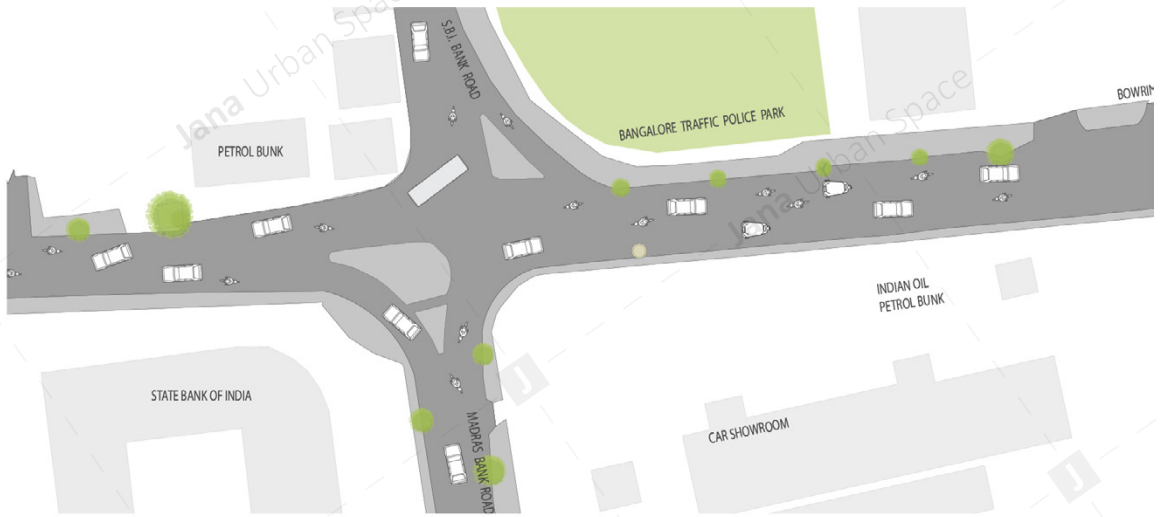 S.B.I. BANK ROAD
BANGALORE TRAFFIC POLICE PARK
BOWRIN
PETROL BUNK
Jana Urban Space
Jana Urban Space
INDIAN OIL
PETROL BUNK
STATE BANK OF INDIA
CAR SHOWROOM
MADRAS BANK ROAD
J
J